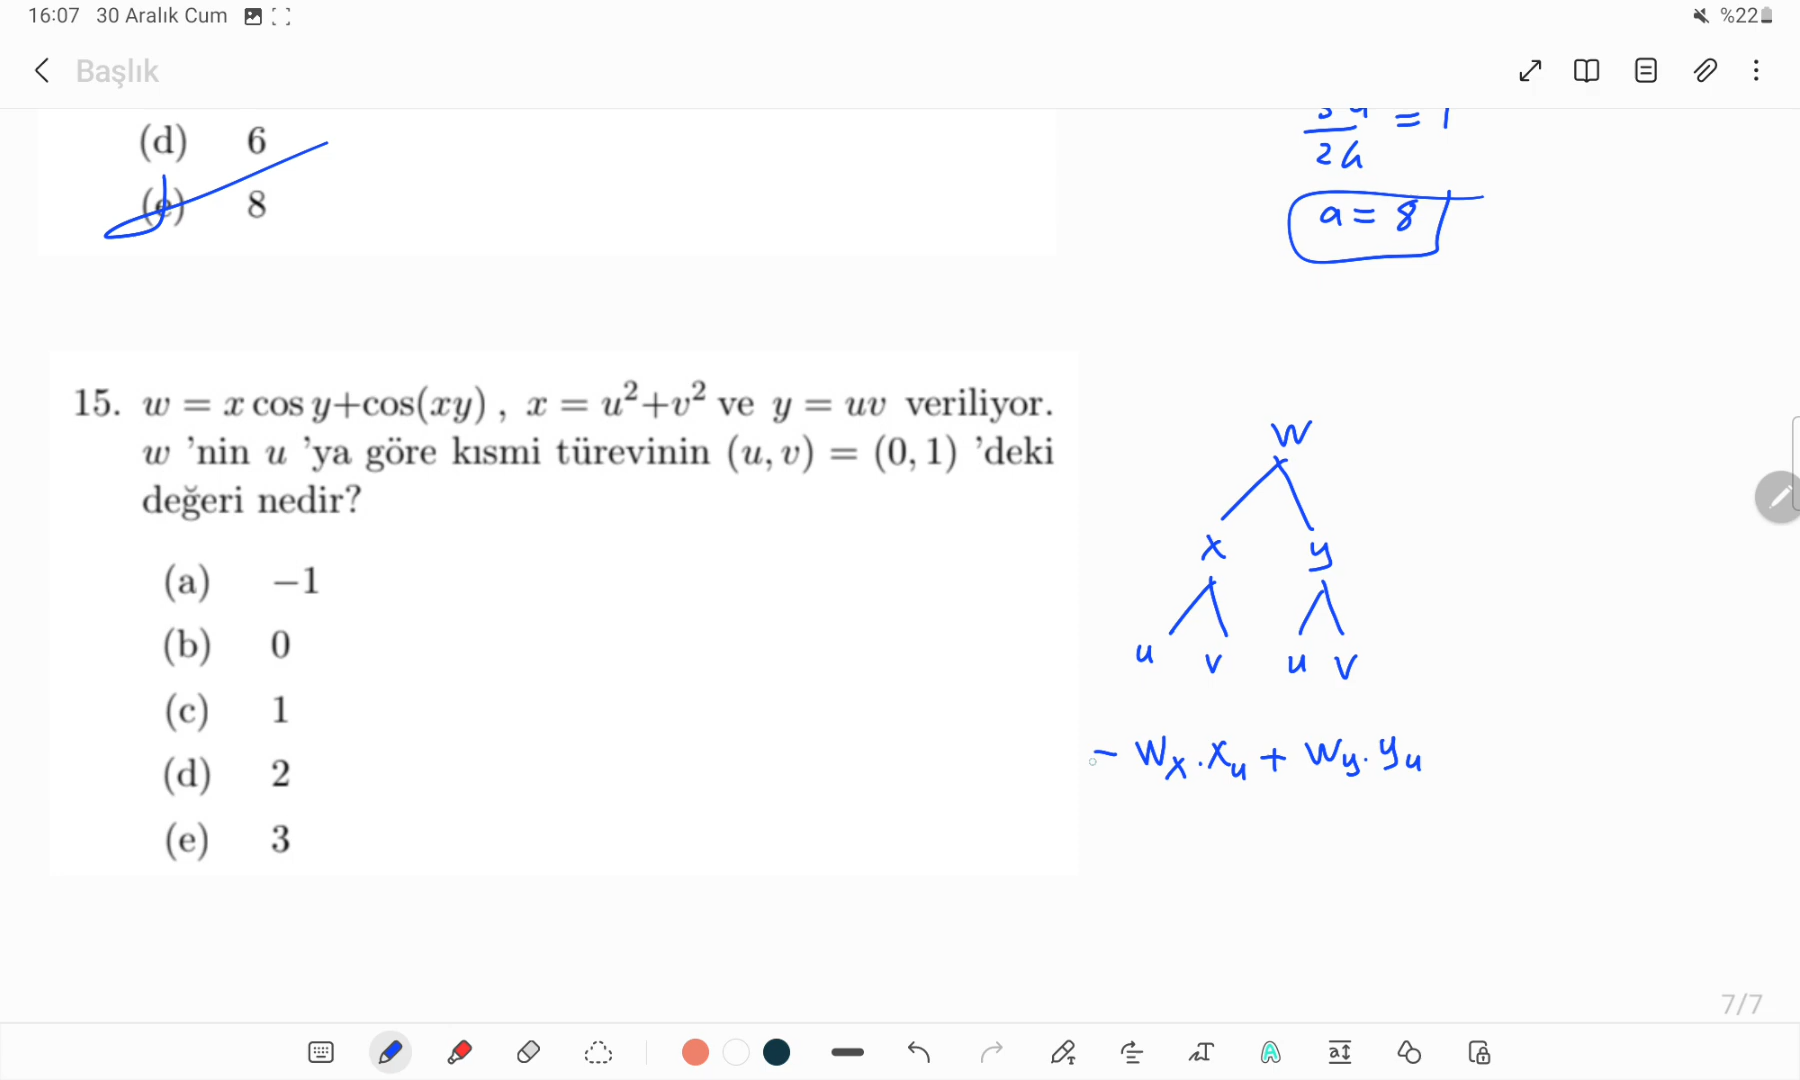 16:07 30 Aralık Cum %22
Başlık
(d) 6
(e) 8
2h
= 1
a = 8
15. w = x cos y+cos(xy) , x = u²+v² ve y = uv veriliyor.
w 'nin u 'ya göre kısmi türevinin (u, v) = (0, 1) 'deki
değeri nedir?
(a) −1
(b) 0
(c) 1
(d) 2
(e) 3
w
x y
u v u v
= Wx . Xu + Wy . Yu
7/7